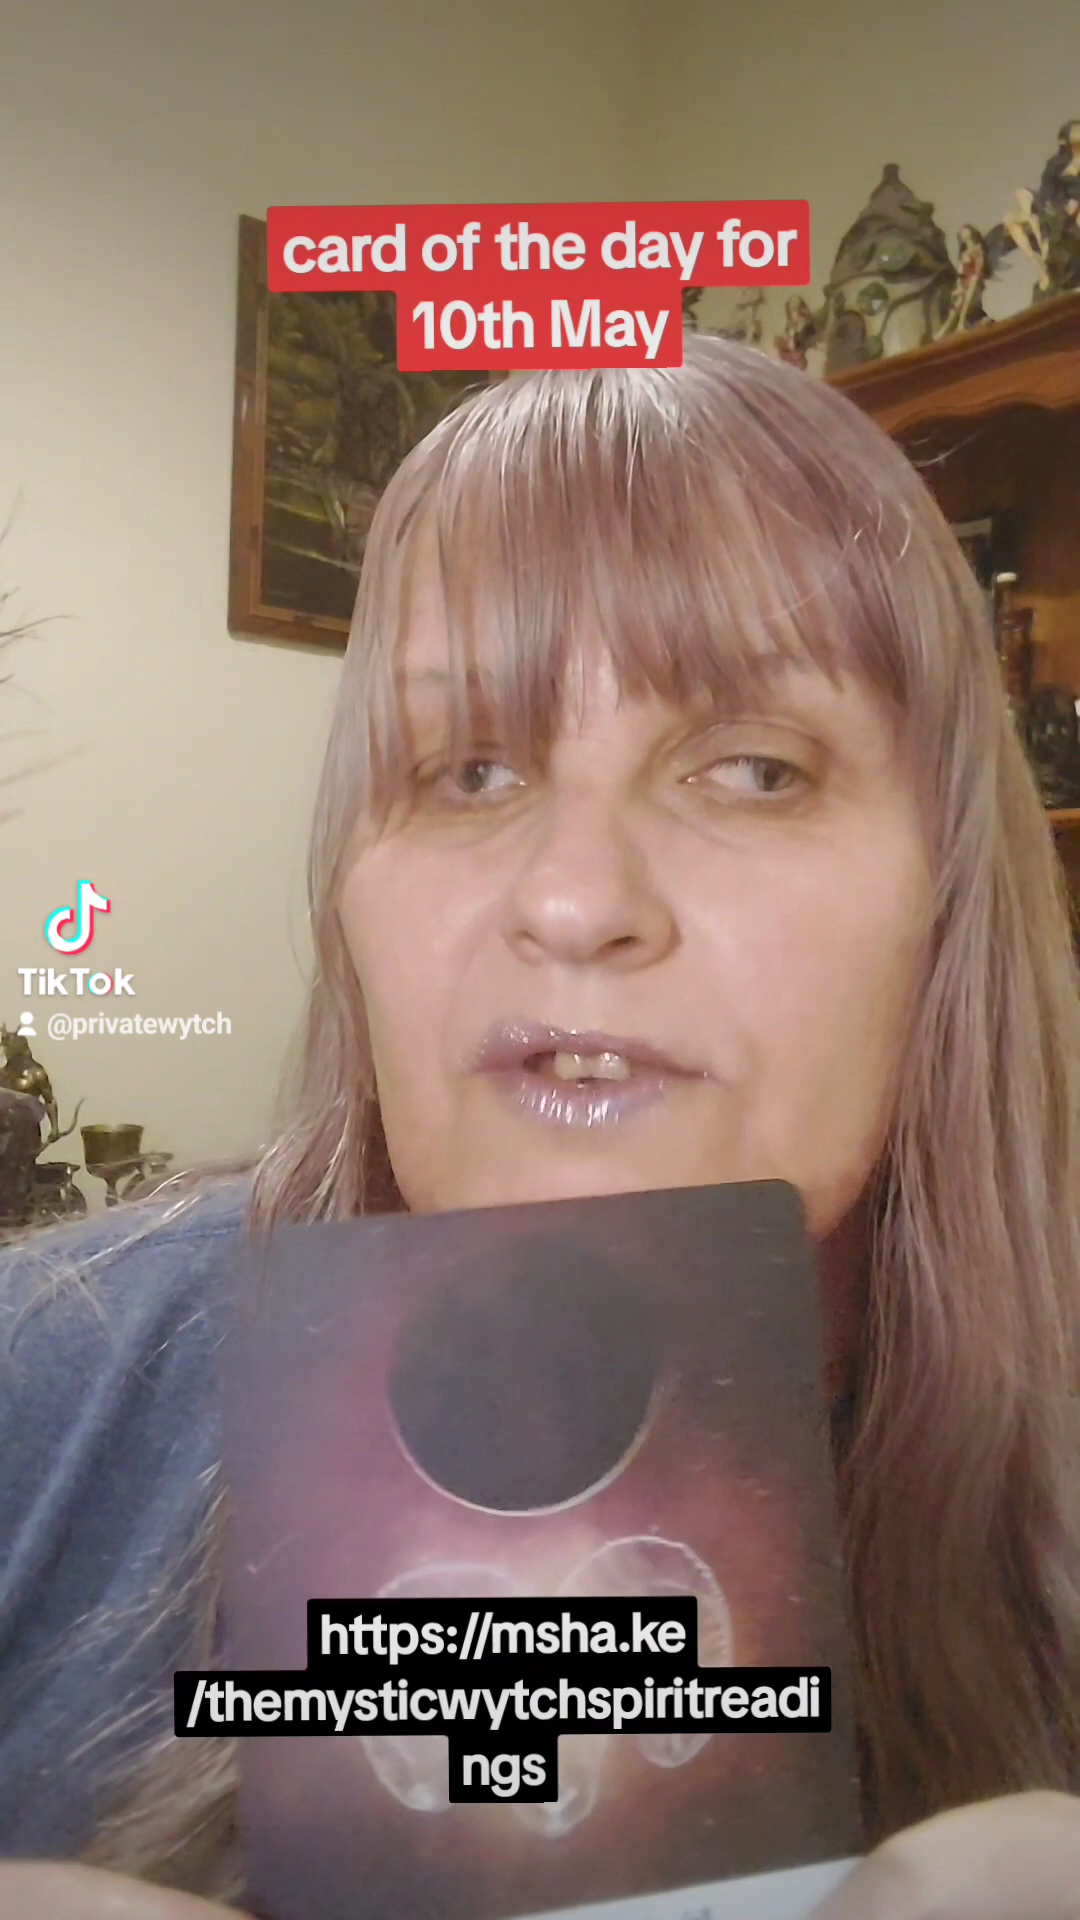 card of the day for
10th May
TikTok
@privatewytch
https://msha.ke
/themysticwytchspiritreadi
ngs